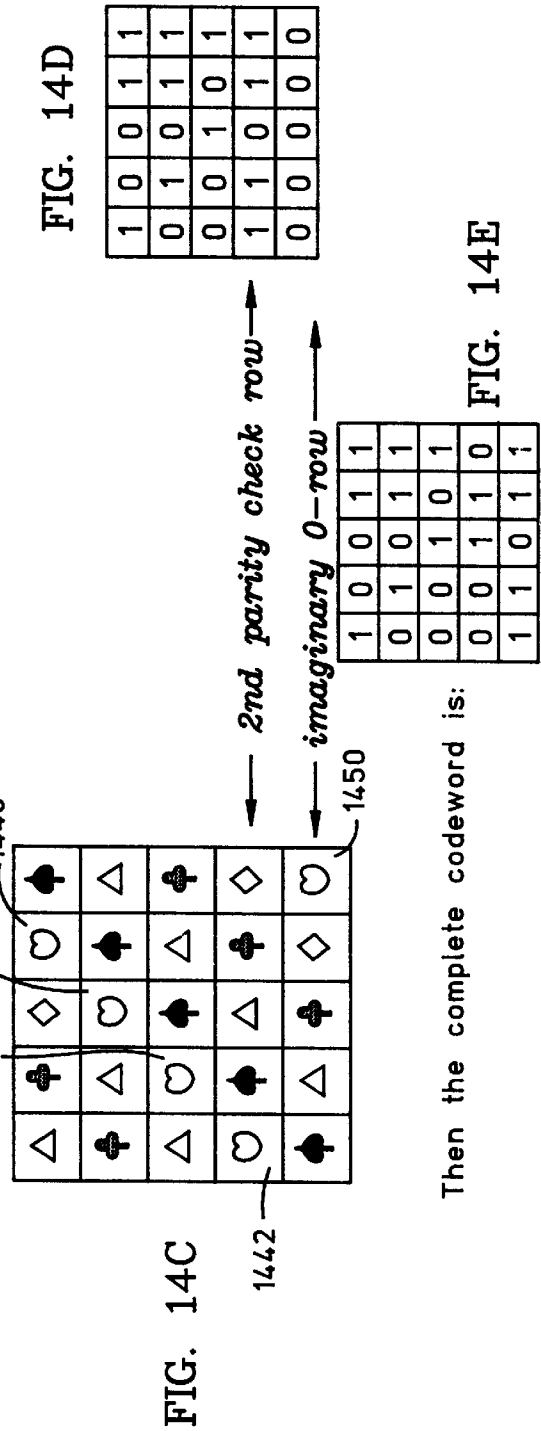 FIG. 14C
1442
1450
2nd parity check row
imaginary 0-row
FIG. 14D
1 0 0 1 1
0 1 0 1 1
0 0 1 0 1
1 1 0 1 1
0 0 0 0 0
Then the complete codeword is:
1 0 0 1 1
0 1 0 1 1
0 0 1 0 1
0 0 1 1 0
1 1 0 1 1
FIG. 14E